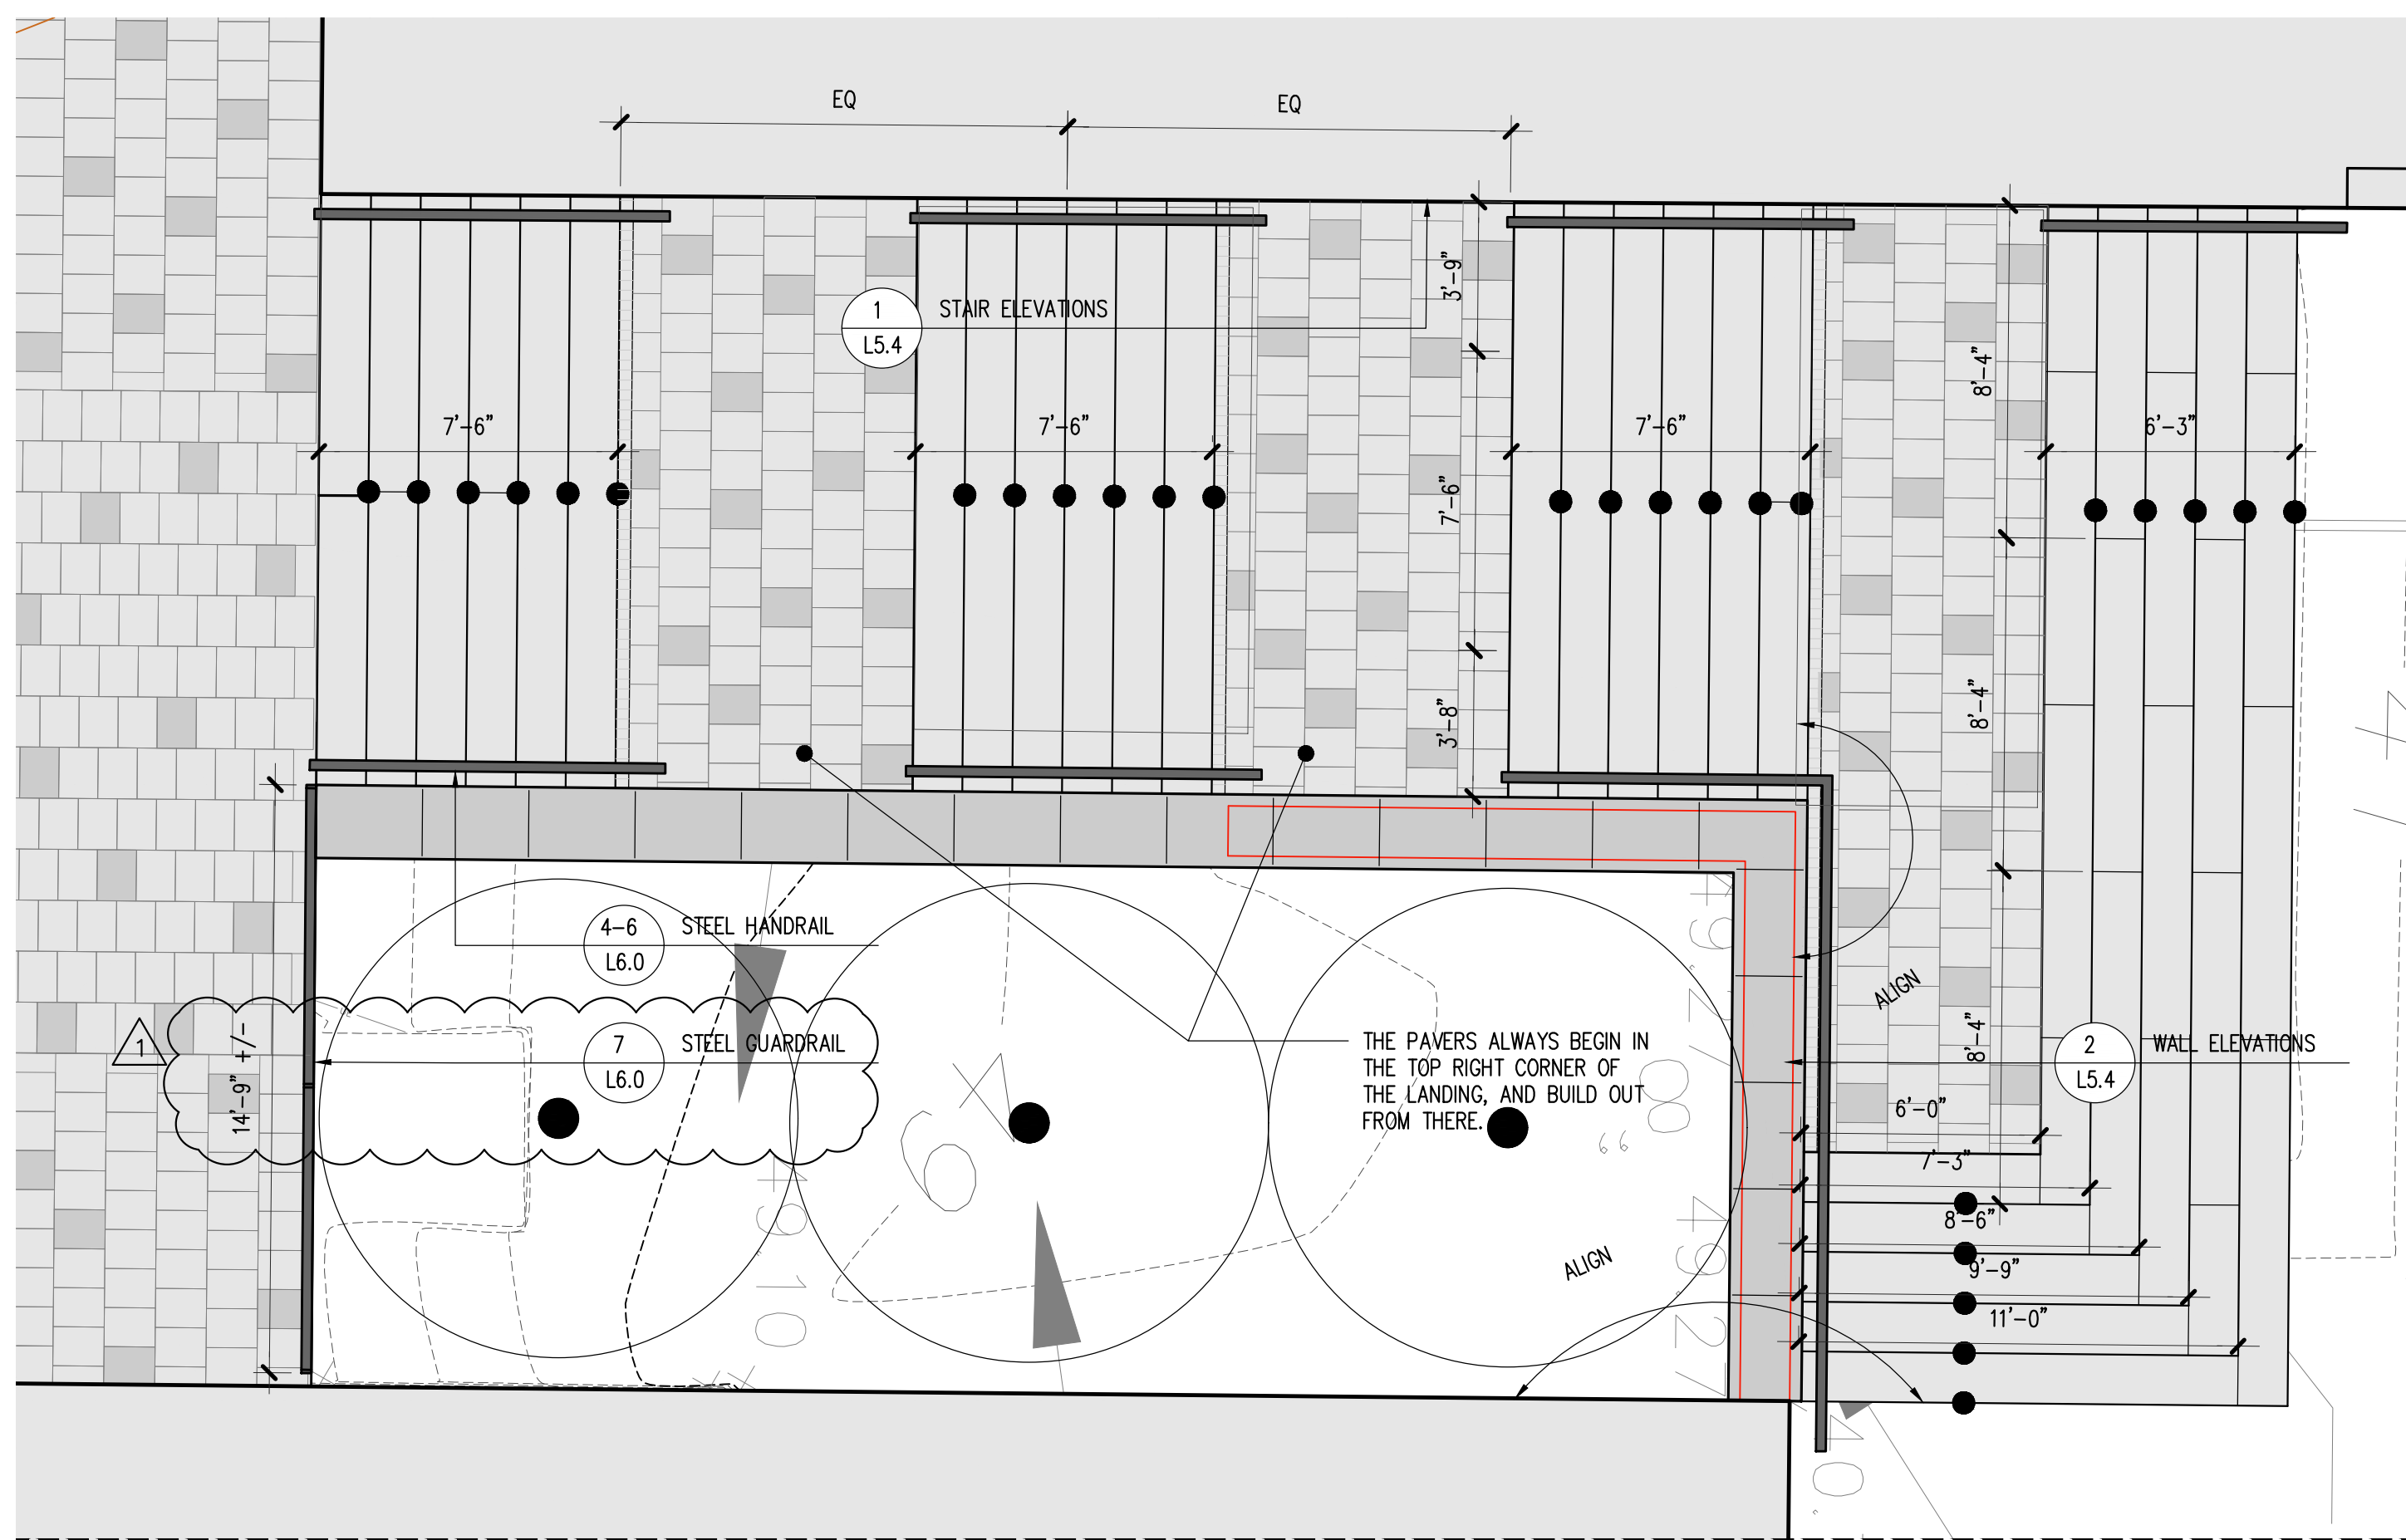 EQ
EQ
3'-9"
1
L5.4
STAIR ELEVATIONS
8'-4"
7'-6"
7'-6"
7'-6"
6'-3"
7'-6"
8'-4"
3'-8"
4-6
L6.0
STEEL HANDRAIL
ALIGN
1
14'-9" +/-
7
L6.0
STEEL GUARDRAIL
THE PAVERS ALWAYS BEGIN IN
THE TOP RIGHT CORNER OF
THE LANDING, AND BUILD OUT
FROM THERE.
8'-4"
2
L5.4
WALL ELEVATIONS
6'-0"
7'-3"
8'-6"
9'-9"
11'-0"
ALIGN